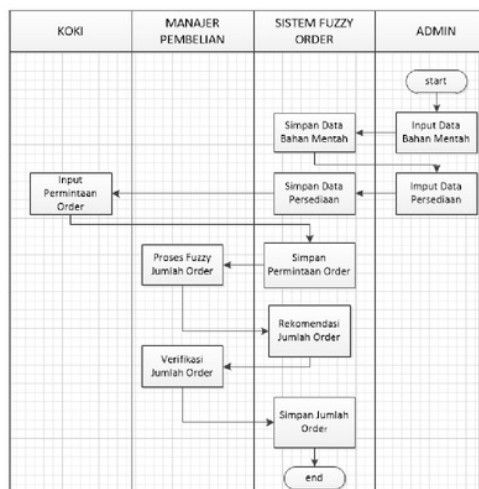 KOKI
MANAJER
PEMBELIAN
SISTEM FUZZY
ORDER
ADMIN
start
Input Data
Bahan Mentah
Simpan Data
Bahan Mentah
Imput Data
Persediaan
Simpan Data
Persediaan
Input
Permintaan
Order
Simpan
Permintaan Order
Proses Fuzzy
Jumlah Order
Rekomendasi
Jumlah Order
Verifikasi
Jumlah Order
Simpan Jumlah
Order
end